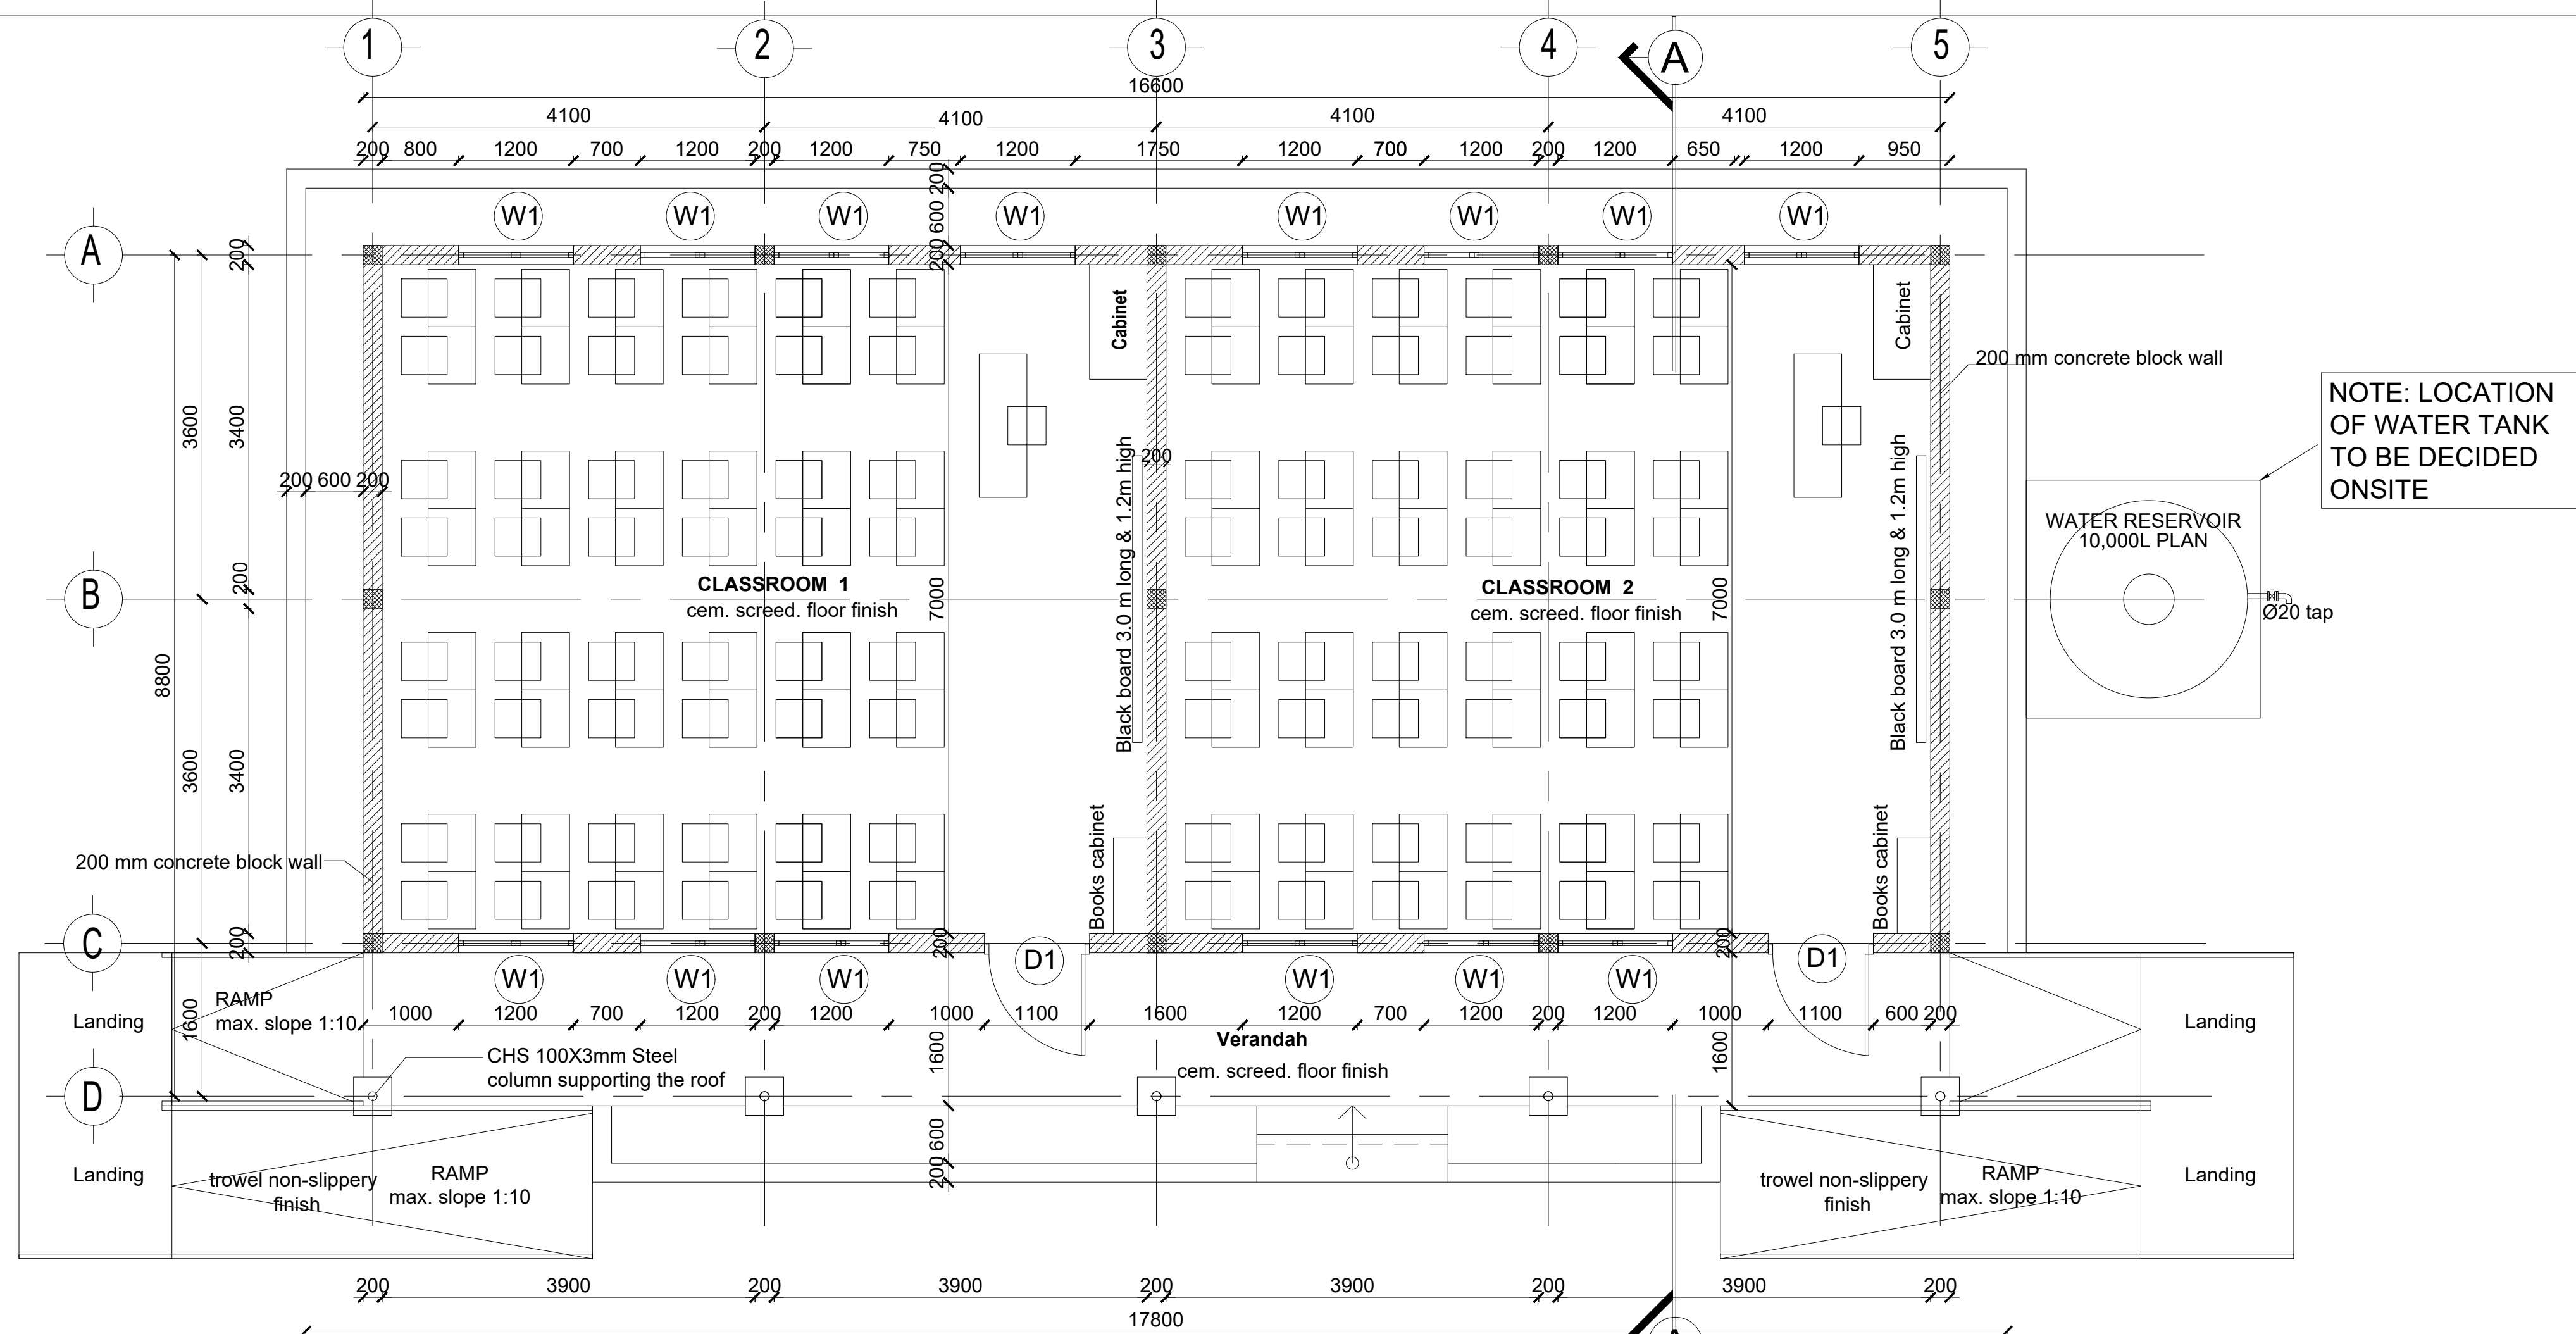 1
2
3
4
A
5
16600
4100
4100
4100
4100
200
800
1200
700
1200
200
1200
750
1200
1750
1200
700
1200
200
1200
650
1200
950
200
600
200
W1
W1
W1
W1
W1
W1
W1
W1
A
200
Cabinet
Cabinet
200 mm concrete block wall
NOTE: LOCATION
OF WATER TANK
TO BE DECIDED
ONSITE
3600
3400
200
600
200
200
Black board 3.0 m long & 1.2m high
Black board 3.0 m long & 1.2m high
WATER RESERVOIR
10,000L PLAN
Ø20 tap
B
200
CLASSROOM 1
cem. screed. floor finish
7000
CLASSROOM 2
cem. screed. floor finish
7000
8800
3600
3400
200 mm concrete block wall
Books cabinet
Books cabinet
C
200
200
200
W1
W1
W1
D1
W1
W1
W1
D1
RAMP
max. slope 1:10
Landing
1600
1000
1200
700
1200
200
1200
1000
1100
1600
1200
700
1200
200
1200
1000
1100
600
200
Landing
Verandah
cem. screed. floor finish
1600
1600
CHS 100X3mm Steel
column supporting the roof
D
600
200
Landing
trowel non-slippery
finish
RAMP
max. slope 1:10
trowel non-slippery
finish
RAMP
max. slope 1:10
Landing
200
3900
200
3900
200
3900
200
3900
200
17800